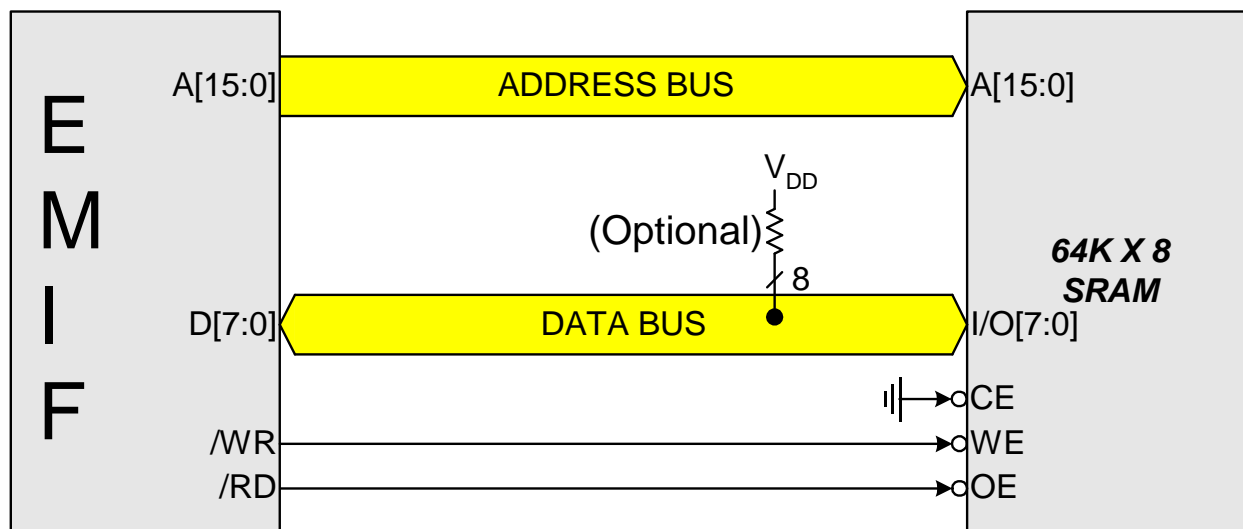 EMIF
A[15:0]
ADDRESS BUS
A[15:0]
VDD
(Optional)
8
64K X 8
SRAM
D[7:0]
DATA BUS
I/O[7:0]
CE
/WR
WE
/RD
OE